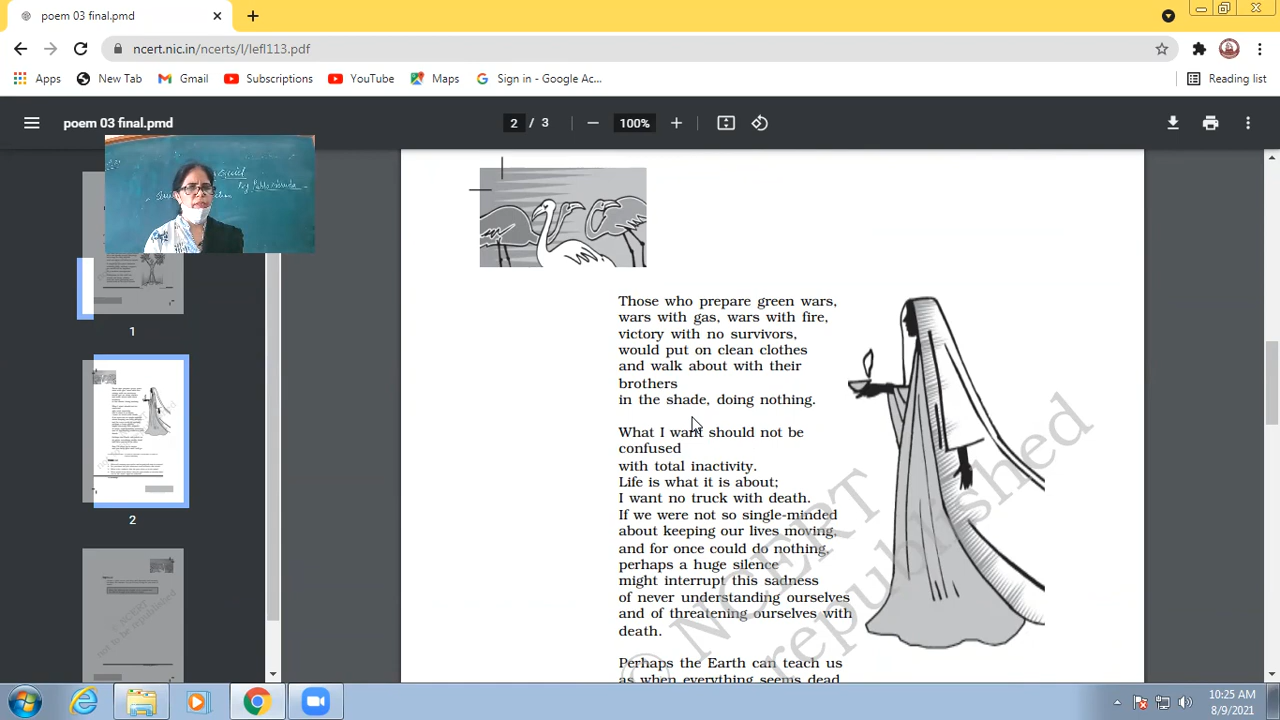 poem 03 final.pmd
ncert.nic.in/ncerts/l/lefl113.pdf
Apps
New Tab
Gmail
Subscriptions
YouTube
Maps
Sign in - Google Ac...
Reading list
poem 03 final.pmd
2 / 3
100%
By Pablo Neruda
1
2
Those who prepare green wars,
wars with gas, wars with fire,
victory with no survivors,
would put on clean clothes
and walk about with their
brothers
in the shade, doing nothing.
What I want should not be
confused
with total inactivity.
Life is what it is about;
I want no truck with death.
If we were not so single-minded
about keeping our lives moving,
and for once could do nothing,
perhaps a huge silence
might interrupt this sadness
of never understanding ourselves
and of threatening ourselves with
death.
Perhaps the Earth can teach us
as when everything seems dead
© NCERT
republished
10:25 AM
8/9/2021